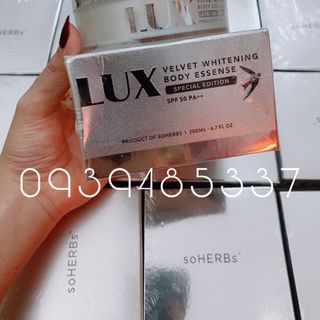 LUX
LUX
VELVET WHITENING
BODY ESSENSE
SPECIAL EDITION
SPF 50 PA++
PRODUCT OF SOHERBS | 200ML - 6.7 FL OZ
0939485337
soHERBs
soHERBs